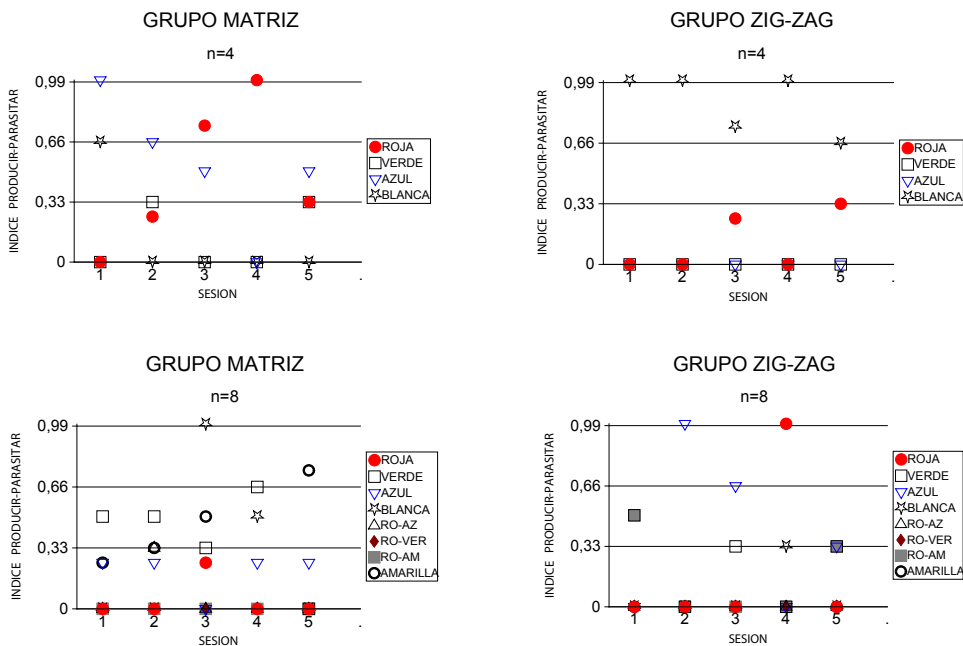 GRUPO MATRIZ
n=4
INDICE PRODUCIR-PARASITAR
0,99
0,66
0,33
0
1 2 3 4 5 .
SESION
ROJA
VERDE
AZUL
BLANCA
GRUPO ZIG-ZAG
n=4
INDICE PRODUCIR-PARASITAR
0,99
0,66
0,33
0
1 2 3 4 5 .
SESION
ROJA
VERDE
AZUL
BLANCA
GRUPO MATRIZ
n=8
INDICE PRODUCIR-PARASITAR
0,99
0,66
0,33
0
1 2 3 4 5 .
SESION
ROJA
VERDE
AZUL
BLANCA
RO-AZ
RO-VER
RO-AM
AMARILLA
GRUPO ZIG-ZAG
n=8
INDICE PRODUCIR-PARASITAR
0,99
0,66
0,33
0
1 2 3 4 5 .
SESION
ROJA
VERDE
AZUL
BLANCA
RO-AZ
RO-VER
RO-AM
AMARILLA